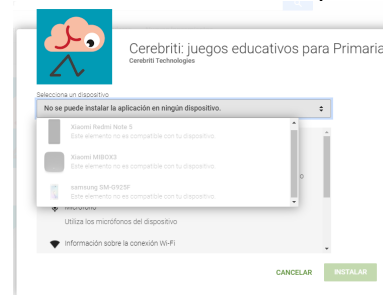 Cerebriti: juegos educativos para Primaria
Cerebriti Technologies
Selecciona un dispositivo
No se puede instalar la aplicación en ningún dispositivo.
Xiaomi Redmi Note 5
Este elemento no es compatible con tu dispositivo.
Xiaomi MIBOX3
Este elemento no es compatible con tu dispositivo.
samsung SM-G925F
Este elemento no es compatible con tu dispositivo.
Micrófono
Utiliza los micrófonos del dispositivo
Información sobre la conexión Wi-Fi
CANCELAR
INSTALAR